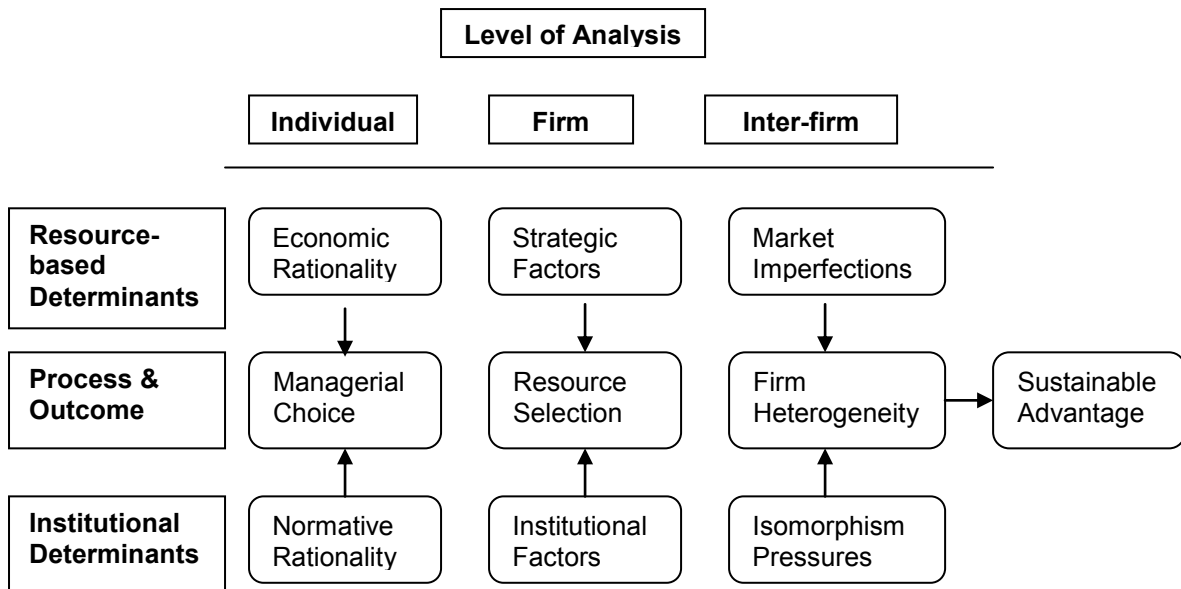 Level of Analysis
Individual
Firm
Inter-firm
Resource-
based
Determinants
Economic
Rationality
Strategic
Factors
Market
Imperfections
Process &
Outcome
Managerial
Choice
Resource
Selection
Firm
Heterogeneity
Sustainable
Advantage
Institutional
Determinants
Normative
Rationality
Institutional
Factors
Isomorphism
Pressures